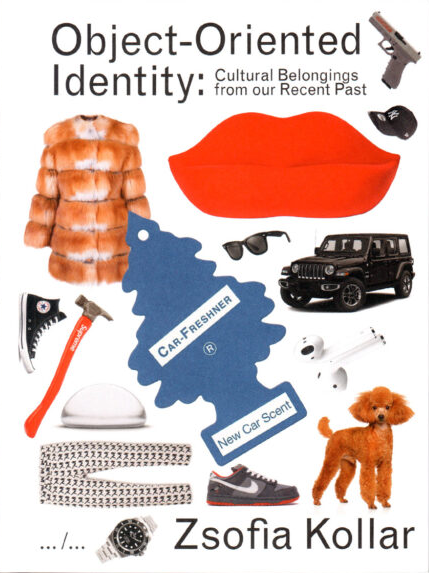 Object-Oriented
Identity: Cultural Belongings
from our Recent Past
NY
Supreme
CAR-FRESHNER
®
New Car Scent
.../...
Zsofia Kollar